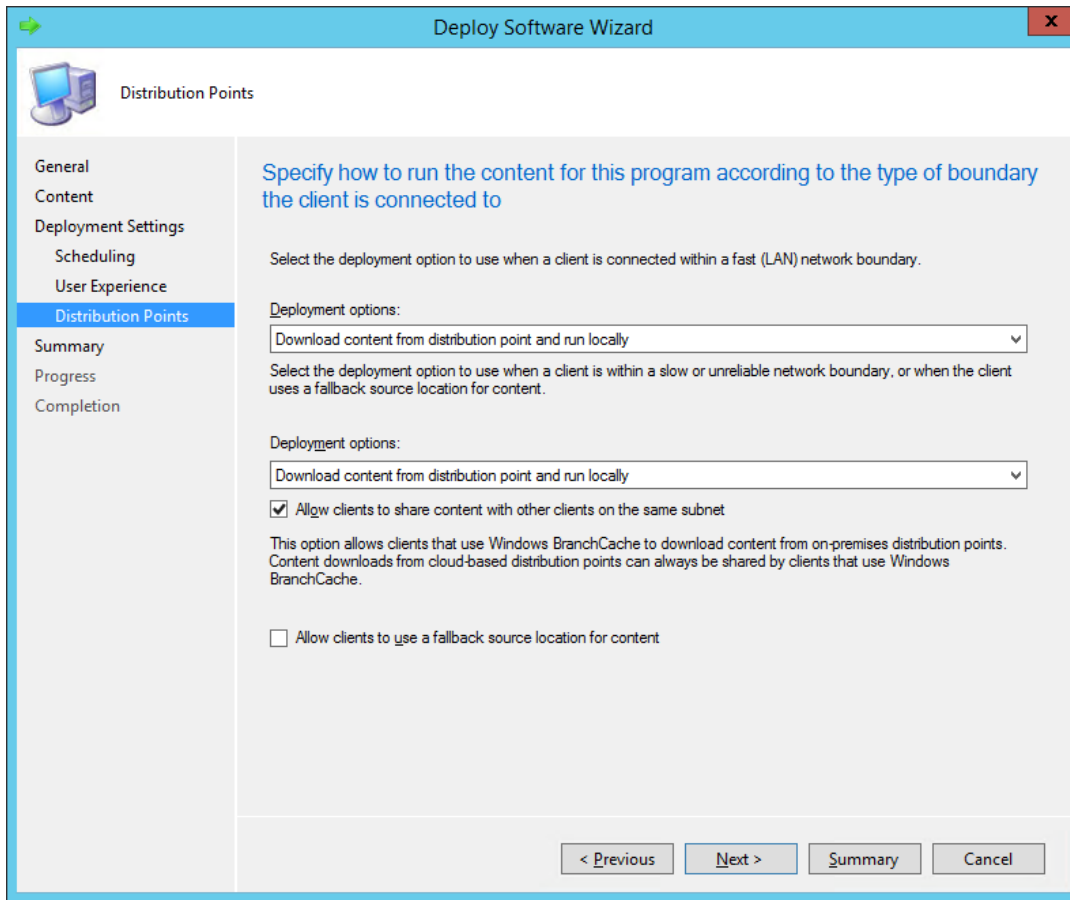 Deploy Software Wizard
x
Distribution Points
General
Content
Deployment Settings
Scheduling
User Experience
Distribution Points
Summary
Progress
Completion
Specify how to run the content for this program according to the type of boundary
the client is connected to
Select the deployment option to use when a client is connected within a fast (LAN) network boundary.
Deployment options:
Download content from distribution point and run locally
Select the deployment option to use when a client is within a slow or unreliable network boundary, or when the client
uses a fallback source location for content.
Deployment options:
Download content from distribution point and run locally
Allow clients to share content with other clients on the same subnet
This option allows clients that use Windows BranchCache to download content from on-premises distribution points.
Content downloads from cloud-based distribution points can always be shared by clients that use Windows
BranchCache.
Allow clients to use a fallback source location for content
< Previous
Next >
Summary
Cancel